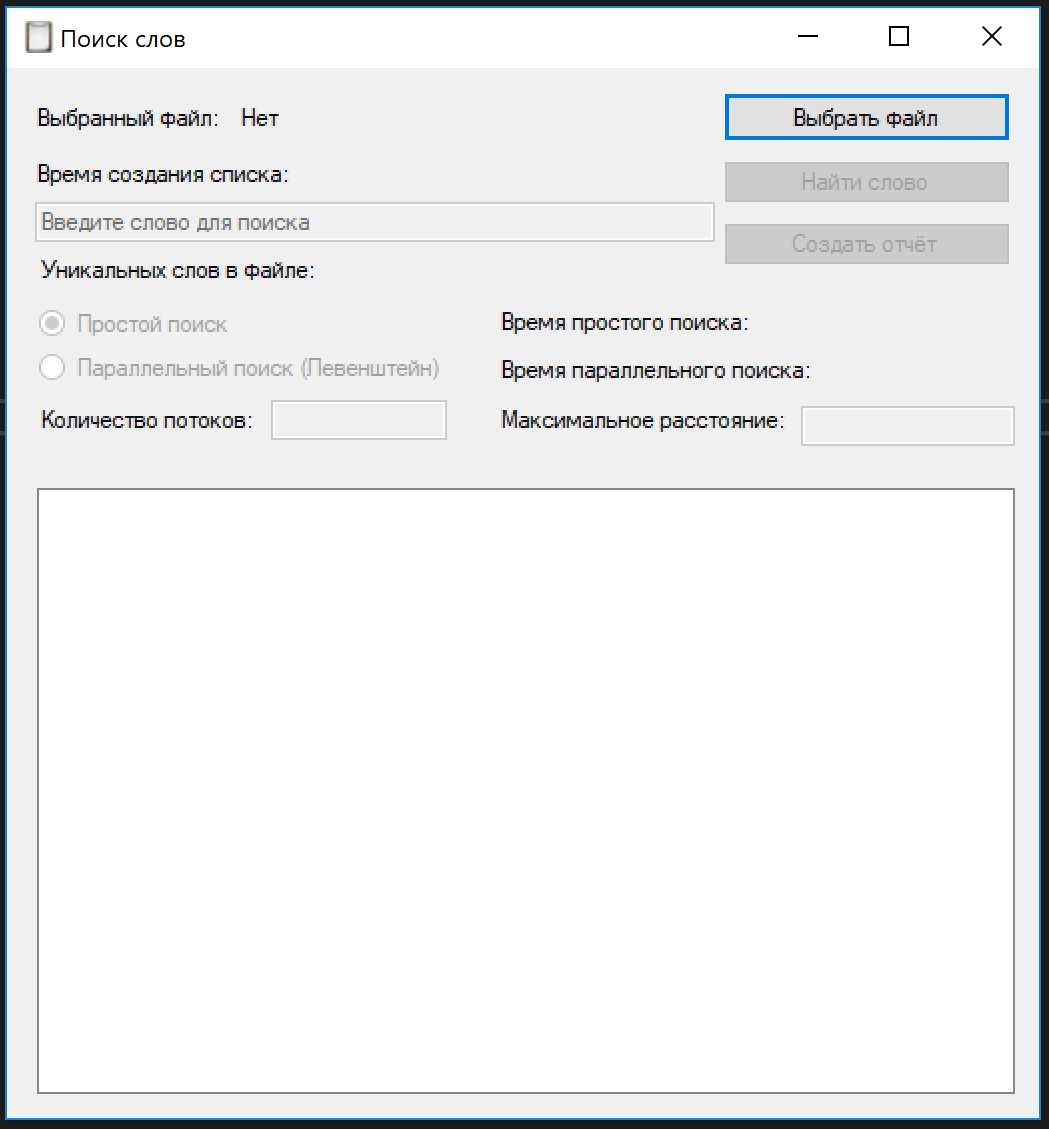 Поиск слов
Выбранный файл: Нет
Выбрать файл
Время создания списка:
Найти слово
Введите слово для поиска
Создать отчёт
Уникальных слов в файле:
Простой поиск
Время простого поиска:
Параллельный поиск (Левенштейн)
Время параллельного поиска:
Количество потоков:
Максимальное расстояние: